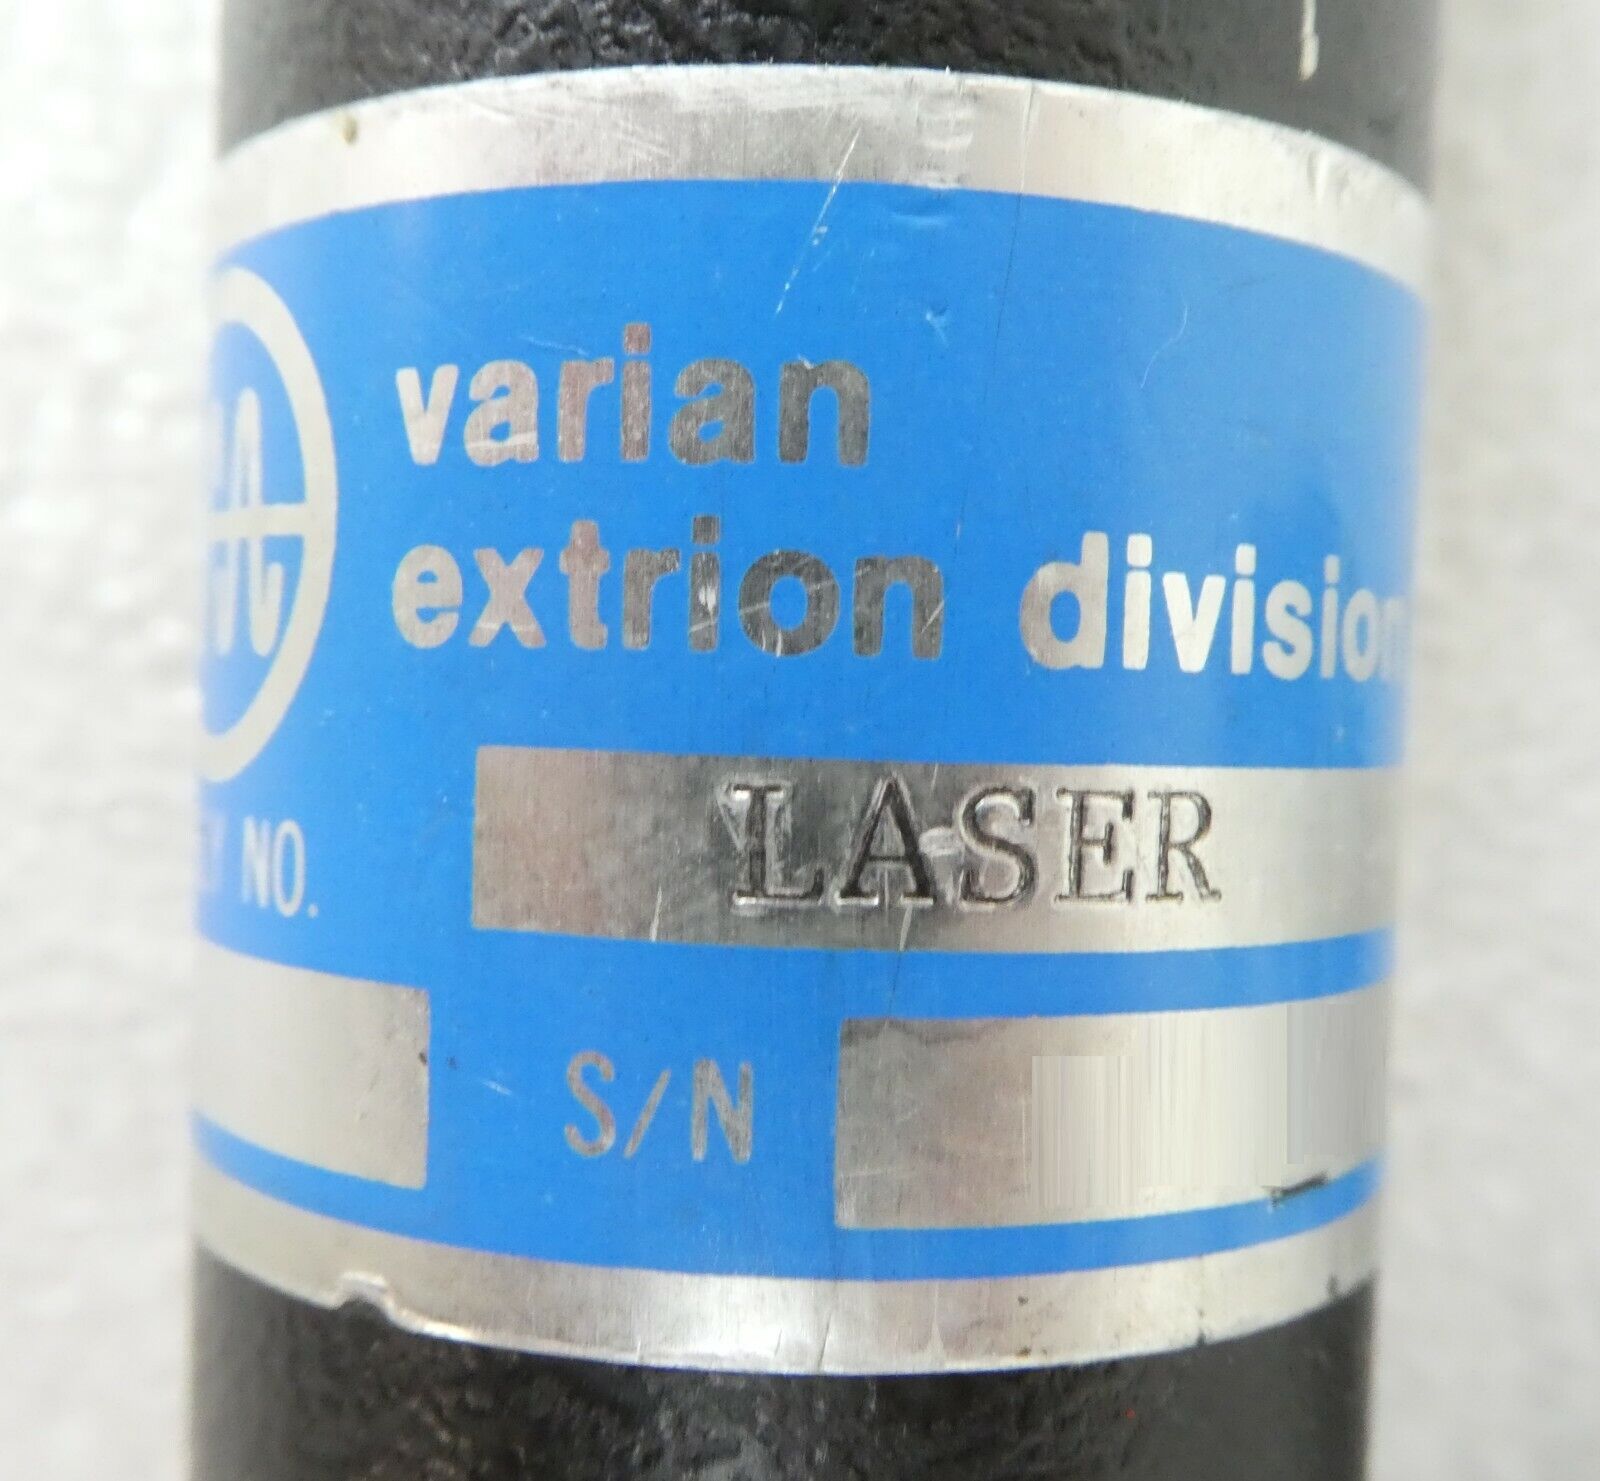 varian
extrion division
NO. LASER
S/N